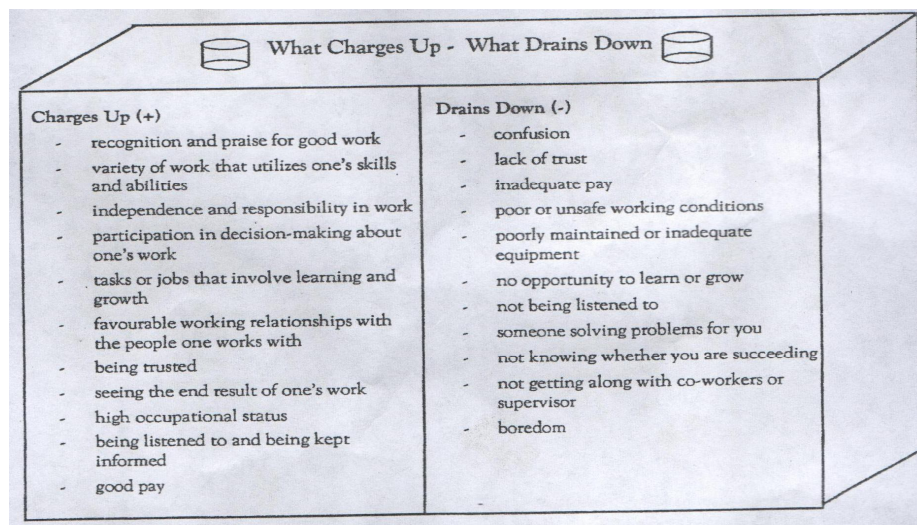 What Charges Up - What Drains Down
Charges Up (+)
- recognition and praise for good work
- variety of work that utilizes one's skills
and abilities
- independence and responsibility in work
- participation in decision-making about
one's work
- tasks or jobs that involve learning and
growth
- favourable working relationships with
the people one works with
- being trusted
- seeing the end result of one's work
- high occupational status
- being listened to and being kept
informed
- good pay
Drains Down (-)
- confusion
- lack of trust
- inadequate pay
- poor or unsafe working conditions
- poorly maintained or inadequate
equipment
- no opportunity to learn or grow
- not being listened to
- someone solving problems for you
- not knowing whether you are succeeding
- not getting along with co-workers or
supervisor
- boredom